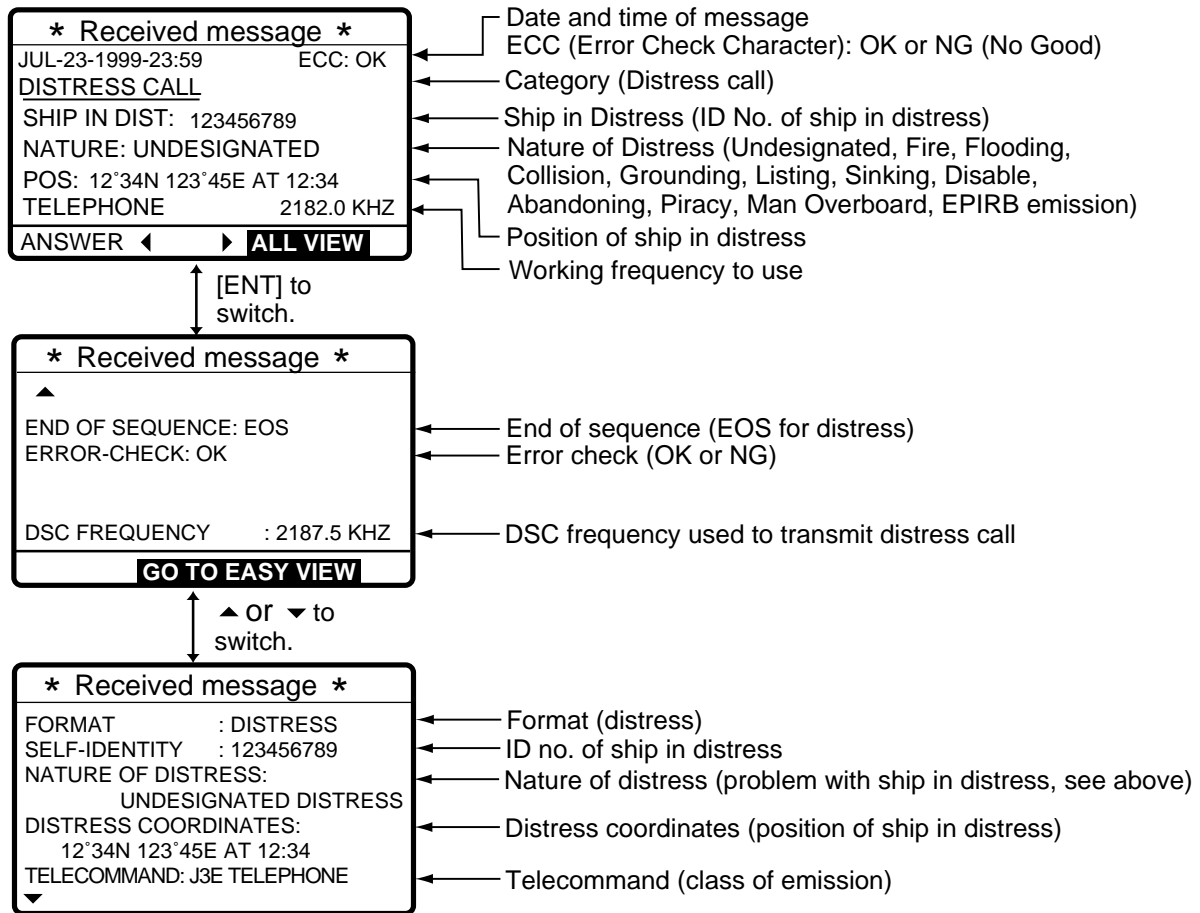 * Received message *
JUL-23-1999-23:59 ECC: OK
DISTRESS CALL
SHIP IN DIST: 123456789
NATURE: UNDESIGNATED
POS: 12°34N 123°45E AT 12:34
TELEPHONE 2182.0 KHZ
ANSWER ◀ ▶ ALL VIEW
Date and time of message
ECC (Error Check Character): OK or NG (No Good)
Category (Distress call)
Ship in Distress (ID No. of ship in distress)
Nature of Distress (Undesignated, Fire, Flooding,
Collision, Grounding, Listing, Sinking, Disable,
Abandoning, Piracy, Man Overboard, EPIRB emission)
Position of ship in distress
Working frequency to use
[ENT] to
switch.
* Received message *
▲
END OF SEQUENCE: EOS
ERROR-CHECK: OK
DSC FREQUENCY : 2187.5 KHZ
GO TO EASY VIEW
End of sequence (EOS for distress)
Error check (OK or NG)
DSC frequency used to transmit distress call
▲ or ▼ to
switch.
* Received message *
FORMAT : DISTRESS
SELF-IDENTITY : 123456789
NATURE OF DISTRESS:
UNDESIGNATED DISTRESS
DISTRESS COORDINATES:
12°34N 123°45E AT 12:34
TELECOMMAND: J3E TELEPHONE
▼
Format (distress)
ID no. of ship in distress
Nature of distress (problem with ship in distress, see above)
Distress coordinates (position of ship in distress)
Telecommand (class of emission)